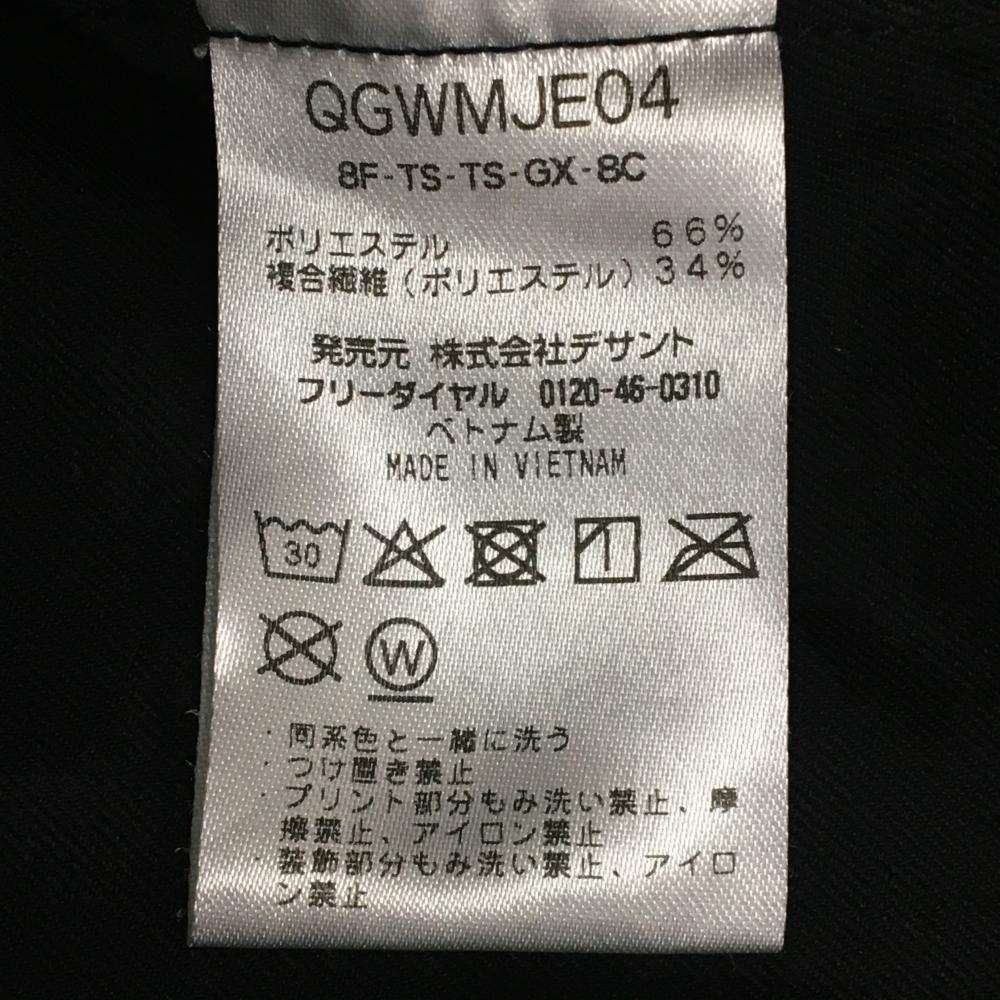 QGWMJE04
8F-TS-TS-GX-8C
ポリエステル 66%
複合繊維(ポリエステル)34%
発売元 株式会社デサント
フリーダイヤル 0120-46-0310
ベトナム製
MADE IN VIETNAM
30
W
・同系色と一緒に洗う
・つけ置き禁止
・プリント部分もみ洗い禁止、摩
擦禁止、アイロン禁止
・装飾部分もみ洗い禁止、アイロ
ン禁止